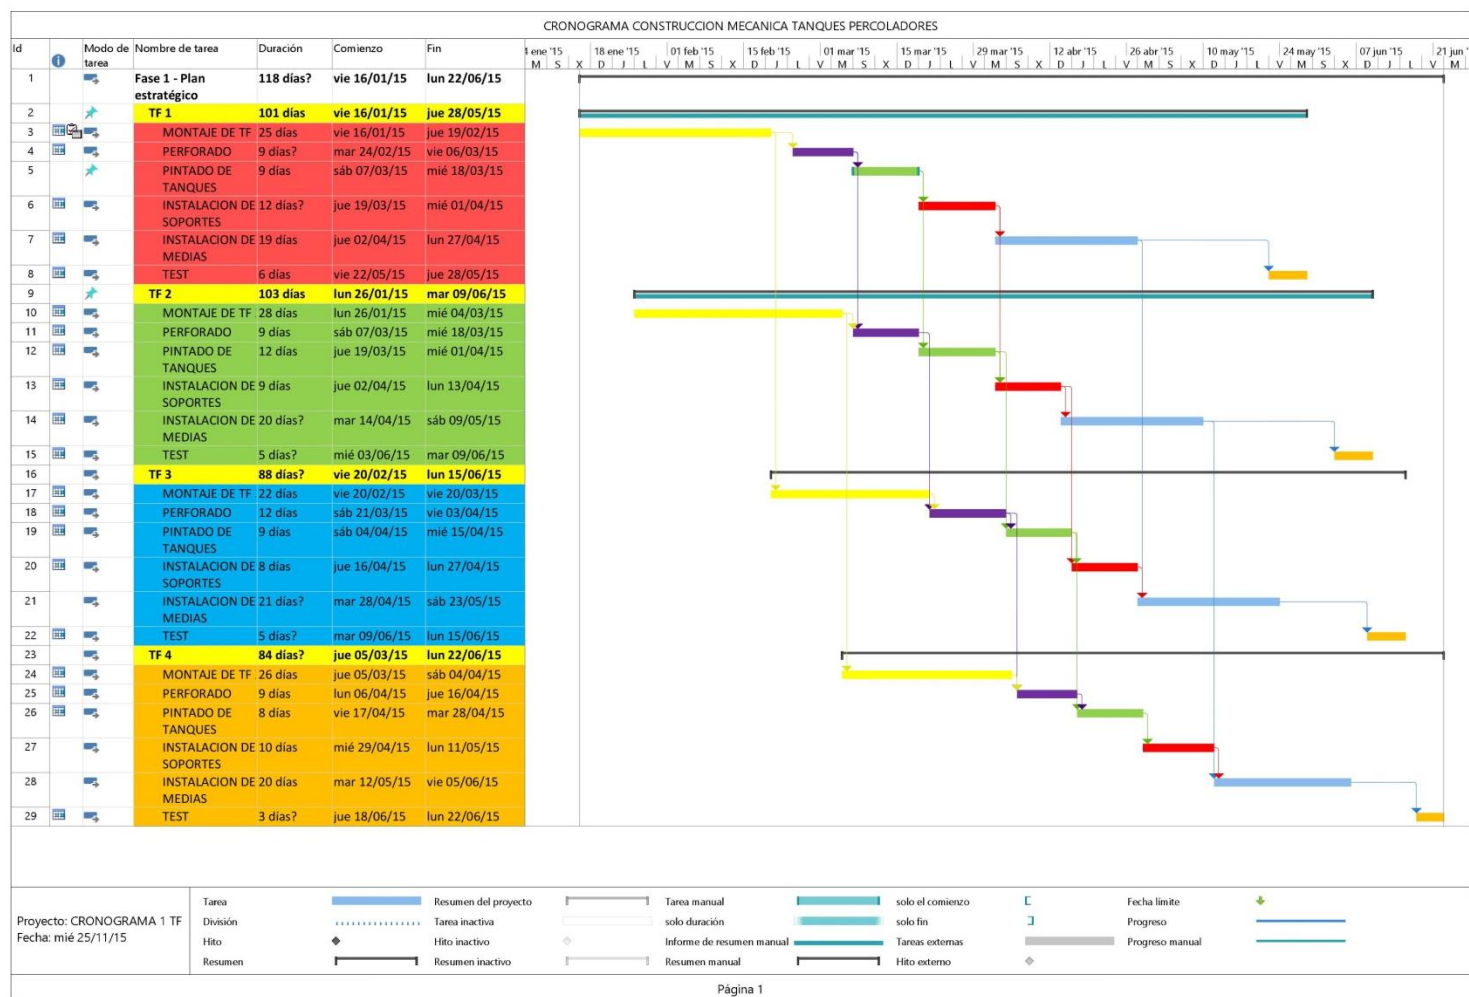 CRONOGRAMA CONSTRUCCION MECANICA TANQUES PERCOLADORES
Id Modo de tarea Nombre de tarea Duración Comienzo Fin
4 ene '15 18 ene '15 01 feb '15 15 feb '15 01 mar '15 15 mar '15 29 mar '15 12 abr '15 26 abr '15 10 may '15 24 may '15 07 jun '15 21 jun '
M S X D J L V M S X D J L V M S X D J L V M S X D J L V M S X D J L V M
1 Fase 1 - Plan estratégico 118 días? vie 16/01/15 lun 22/06/15
2 TF 1 101 días vie 16/01/15 jue 28/05/15
3 MONTAJE DE TF 25 días vie 16/01/15 jue 19/02/15
4 PERFORADO 9 días? mar 24/02/15 vie 06/03/15
5 PINTADO DE TANQUES 9 días sáb 07/03/15 mié 18/03/15
6 INSTALACION DE SOPORTES 12 días? jue 19/03/15 mié 01/04/15
7 INSTALACION DE MEDIAS 19 días jue 02/04/15 lun 27/04/15
8 TEST 6 días vie 22/05/15 jue 28/05/15
9 TF 2 103 días lun 26/01/15 mar 09/06/15
10 MONTAJE DE TF 28 días lun 26/01/15 mié 04/03/15
11 PERFORADO 9 días sáb 07/03/15 mié 18/03/15
12 PINTADO DE TANQUES 12 días jue 19/03/15 mié 01/04/15
13 INSTALACION DE SOPORTES 9 días jue 02/04/15 lun 13/04/15
14 INSTALACION DE MEDIAS 20 días? mar 14/04/15 sáb 09/05/15
15 TEST 5 días? mié 03/06/15 mar 09/06/15
16 TF 3 88 días? vie 20/02/15 lun 15/06/15
17 MONTAJE DE TF 22 días vie 20/02/15 vie 20/03/15
18 PERFORADO 12 días sáb 21/03/15 vie 03/04/15
19 PINTADO DE TANQUES 9 días sáb 04/04/15 mié 15/04/15
20 INSTALACION DE SOPORTES 8 días jue 16/04/15 lun 27/04/15
21 INSTALACION DE MEDIAS 21 días? mar 28/04/15 sáb 23/05/15
22 TEST 5 días? mar 09/06/15 lun 15/06/15
23 TF 4 84 días? jue 05/03/15 lun 22/06/15
24 MONTAJE DE TF 26 días jue 05/03/15 sáb 04/04/15
25 PERFORADO 9 días lun 06/04/15 jue 16/04/15
26 PINTADO DE TANQUES 8 días vie 17/04/15 mar 28/04/15
27 INSTALACION DE SOPORTES 10 días mié 29/04/15 lun 11/05/15
28 INSTALACION DE MEDIAS 20 días mar 12/05/15 vie 05/06/15
29 TEST 3 días? jue 18/06/15 lun 22/06/15
Proyecto: CRONOGRAMA 1 TF
Fecha: mié 25/11/15
Tarea Resumen del proyecto Tarea manual solo el comienzo Fecha límite
División Tarea inactiva solo duración solo fin Progreso
Hito Hito inactivo Informe de resumen manual Tareas externas Progreso manual
Resumen Resumen inactivo Resumen manual Hito externo
Página 1